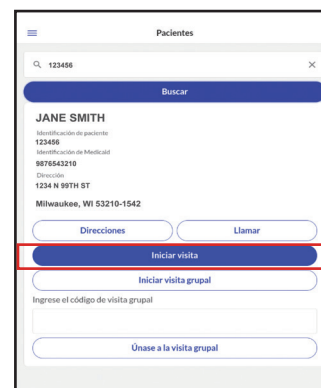 Pacientes
123456
Buscar
JANE SMITH
Identificación de paciente
123456
Identificación de Medicaid
9876543210
Dirección
1234 N 99TH ST
Milwaukee, WI 53210-1542
Direcciones Llamar
Iniciar visita
Iniciar visita grupal
Ingrese el código de visita grupal
Únase a la visita grupal